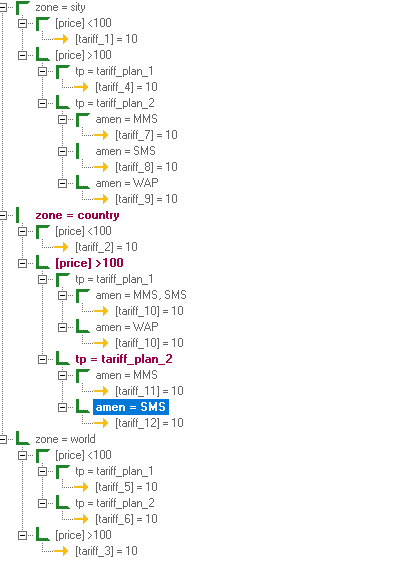 zone = sity
[price] <100
[tariff_1] = 10
[price] >100
tp = tariff_plan_1
[tariff_4] = 10
tp = tariff_plan_2
amen = MMS
[tariff_7] = 10
amen = SMS
[tariff_8] = 10
amen = WAP
[tariff_9] = 10
zone = country
[price] <100
[tariff_2] = 10
[price] >100
tp = tariff_plan_1
amen = MMS, SMS
[tariff_10] = 10
amen = WAP
[tariff_10] = 10
tp = tariff_plan_2
amen = MMS
[tariff_11] = 10
amen = SMS
[tariff_12] = 10
zone = world
[price] <100
tp = tariff_plan_1
[tariff_5] = 10
tp = tariff_plan_2
[tariff_6] = 10
[price] >100
[tariff_3] = 10